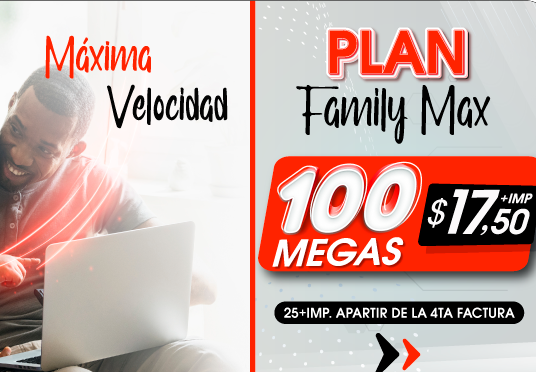 Máxima
Velocidad
PLAN
Family Max
100
MEGAS
$17,50
+IMP
25+IMP. APARTIR DE LA 4TA FACTURA